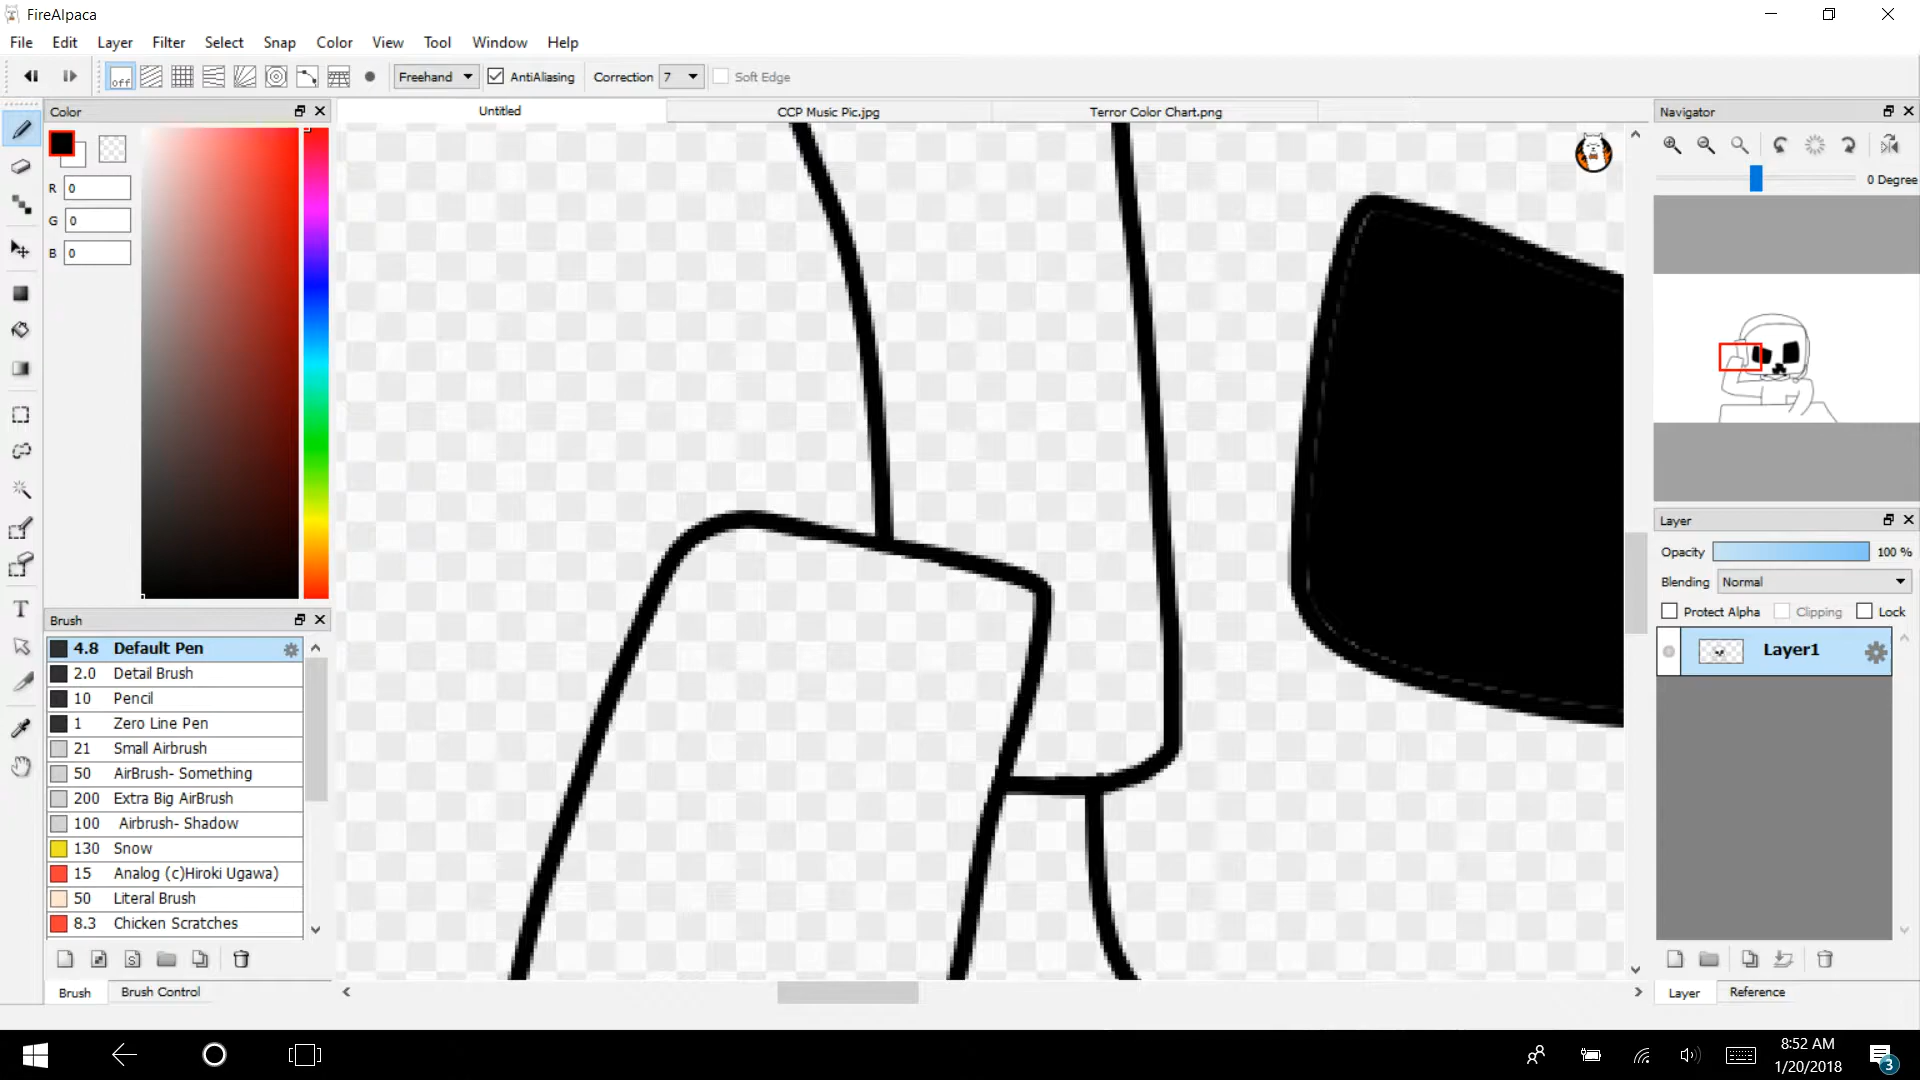 FireAlpaca
File Edit Layer Filter Select Snap Color View Tool Window Help
off Freehand AntiAliasing Correction 7 Soft Edge
Color
Untitled CCP Music Pic.jpg Terror Color Chart.png
Navigator
R 0
G 0
B 0
0 Degree
Brush
4.8 Default Pen
2.0 Detail Brush
10 Pencil
1 Zero Line Pen
21 Small Airbrush
50 AirBrush- Something
200 Extra Big AirBrush
100 Airbrush- Shadow
130 Snow
15 Analog (c)Hiroki Ugawa)
50 Literal Brush
8.3 Chicken Scratches
Brush Brush Control
Layer
Opacity 100 %
Blending Normal
Protect Alpha Clipping Lock
Layer1
Layer Reference
8:52 AM
1/20/2018
3